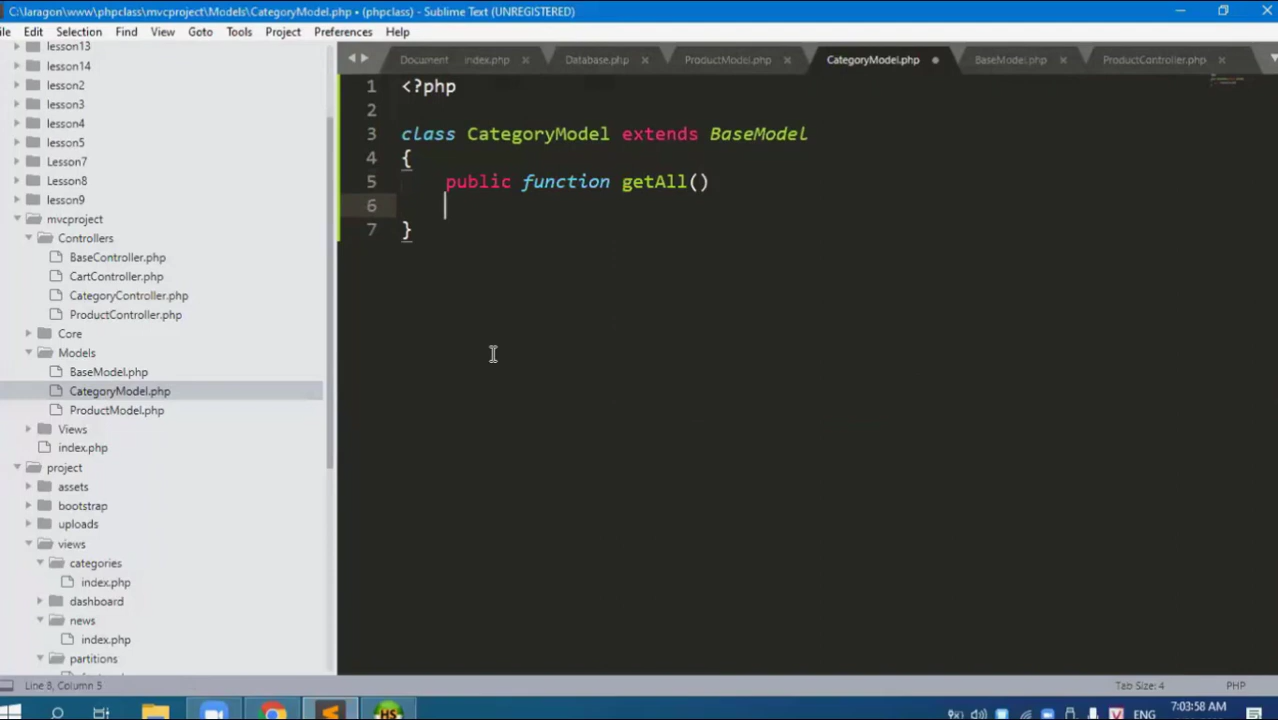 C:\laragon\www\phpclass\mvcproject\Models\CategoryModel.php • (phpclass) - Sublime Text (UNREGISTERED)
ile Edit Selection Find View Goto Tools Project Preferences Help
lesson13
lesson14
lesson2
lesson3
lesson4
lesson5
Lesson7
Lesson8
lesson9
mvcproject
Controllers
BaseController.php
CartController.php
CategoryController.php
ProductController.php
Core
Models
BaseModel.php
CategoryModel.php
ProductModel.php
Views
index.php
project
assets
bootstrap
uploads
views
categories
index.php
dashboard
news
index.php
partitions
Document index.php Database.php ProductModel.php CategoryModel.php BaseModel.php ProductController.php
1 <?php
2
3 class CategoryModel extends BaseModel
4 {
5 public function getAll()
6
7 }
Line 8, Column 5 Tab Size: 4 PHP
HS V ENG 7:03:58 AM